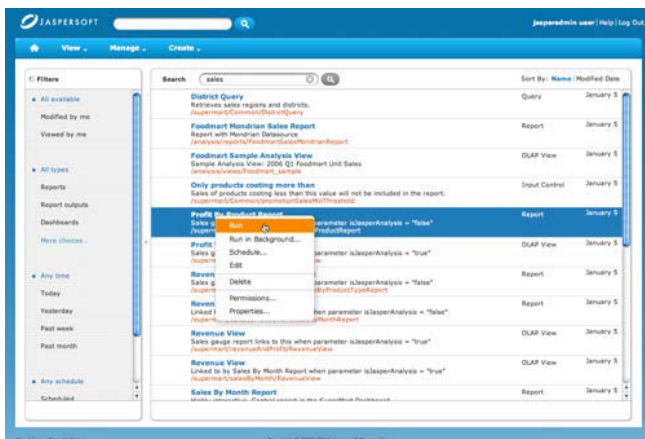 JASPERSOFT
jasperadmin user | Help | Log Out
View
Manage
Create
Filters
All available
Modified by me
Viewed by me
All types
Reports
Report outputs
Dashboards
More choices...
Any time
Today
Yesterday
Past week
Past month
Any schedule
Scheduled
Search sales
Sort By: Name Modified Date
District Query Query January 5
Retrieves sales regions and districts.
/supermart/Common/DistrictQuery
Foodmart Mondrian Sales Report Report January 5
Report with Mondrian Datasource
/analysis/reports/FoodmartSalesMondrianReport
Foodmart Sample Analysis View OLAP View January 5
Sample Analysis View: 2006 Q1 Foodmart Unit Sales
/analysis/views/Foodmart_sample
Only products costing more than Input Control January 5
Sales of products costing less than this value will not be included in the report.
/supermart/Common/promotionSalesMinThreshold
Profit By Product Report Report January 5
Sales parameter isJasperAnalysis = "false"
ProductReport
Run
Run in Background...
Schedule...
Edit
Delete
Permissions...
Properties...
Profit OLAP View January 5
Sales parameter isJasperAnalysis = "true"
Report January 5
Sales parameter isJasperAnalysis = "false"
ByProductTypeReport
Report January 5
Linked when parameter isJasperAnalysis = "true"
MonthReport
Revenue View OLAP View January 5
Sales gauge report links to this when parameter isJasperAnalysis = "true"
/supermart/revenueAndProfit/RevenueView
Revenue View OLAP View January 5
Linked to by Sales By Month Report when parameter isJasperAnalysis = "true"
/supermart/salesByMonth/RevenueView
Sales By Month Report Report January 5